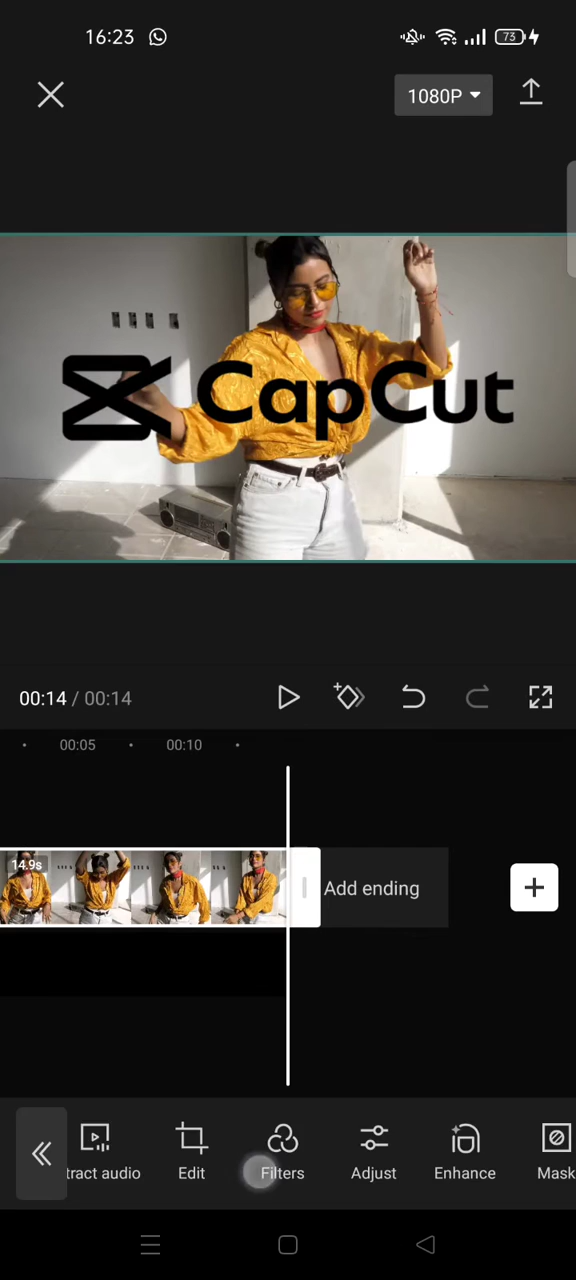 16:23
73
1080P
CapCut
00:14 / 00:14
00:05
00:10
14.9s
Add ending
tract audio
Edit
Filters
Adjust
Enhance
Mask